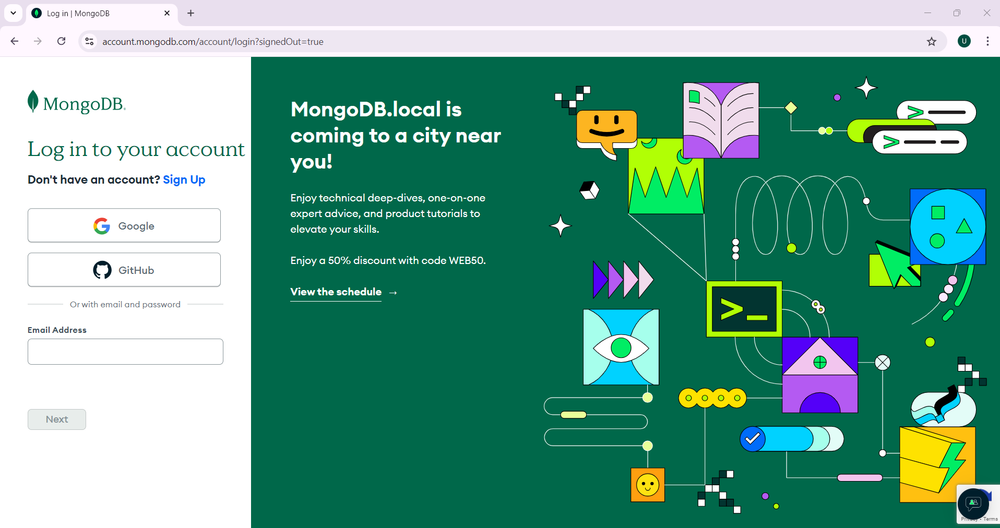 Log in | MongoDB
account.mongodb.com/account/login?signedOut=true
U
MongoDB
Log in to your account
Don't have an account? Sign Up
Google
GitHub
Or with email and password
Email Address
Next
MongoDB.local is
coming to a city near
you!
Enjoy technical deep-dives, one-on-one
expert advice, and product tutorials to
elevate your skills.
Enjoy a 50% discount with code WEB50.
View the schedule →
>_
Privacy - Terms